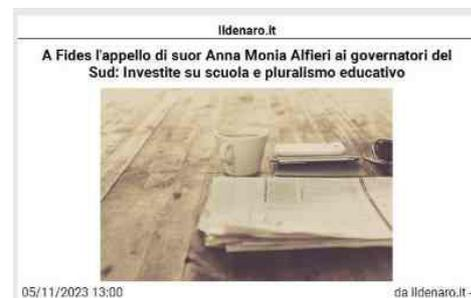 Ildenaro.it
A Fides l'appello di suor Anna Monia Alfieri ai governatori del
Sud: Investite su scuola e pluralismo educativo
05/11/2023 13:00
da Ildenaro.it -